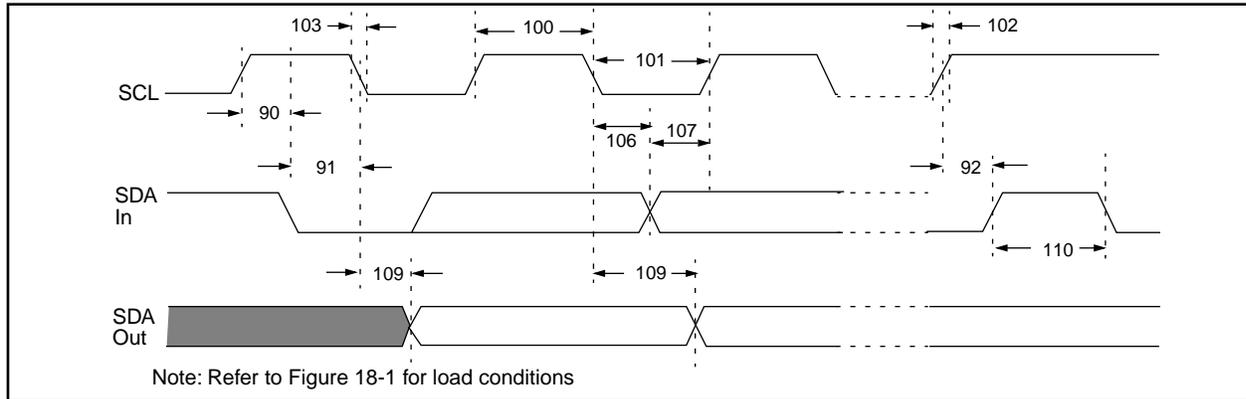 103
100
102
101
SCL
90
106
107
91
92
SDA
In
109
109
110
SDA
Out
Note: Refer to Figure 18-1 for load conditions